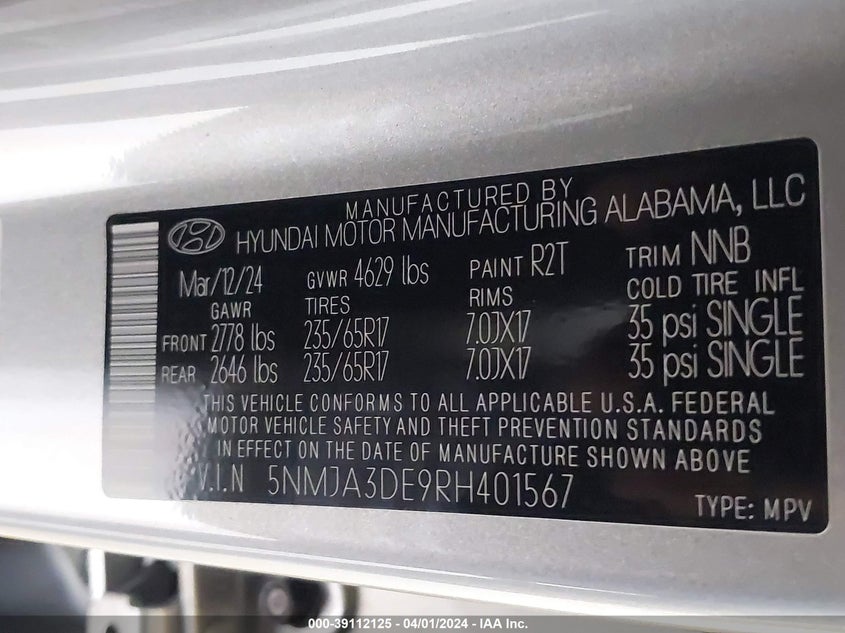 MANUFACTURED BY
HYUNDAI MOTOR MANUFACTURING ALABAMA, LLC
Mar/12/24 GVWR 4629 lbs PAINT R2T TRIM NNB
GAWR TIRES RIMS COLD TIRE INFL
FRONT 2778 lbs 235/65R17 7.0JX17 35 psi SINGLE
REAR 2646 lbs 235/65R17 7.0JX17 35 psi SINGLE
THIS VEHICLE CONFORMS TO ALL APPLICABLE U.S.A. FEDERAL
MOTOR VEHICLE SAFETY AND THEFT PREVENTION STANDARDS
IN EFFECT ON THE DATE OF MANUFACTURE SHOWN ABOVE
V.I.N 5NMJA3DE9RH401567
TYPE: MPV
000-39112125 - 04/01/2024 - IAA Inc.